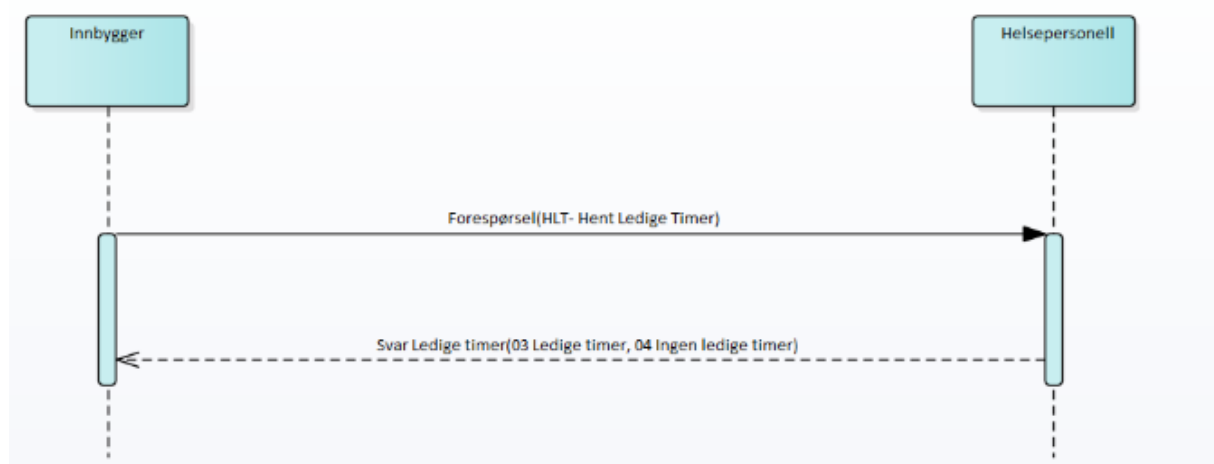 Innbygger
Helsepersonell
Forespørsel(HLT- Hent Ledige Timer)
Svar Ledige timer(03 Ledige timer, 04 Ingen ledige timer)